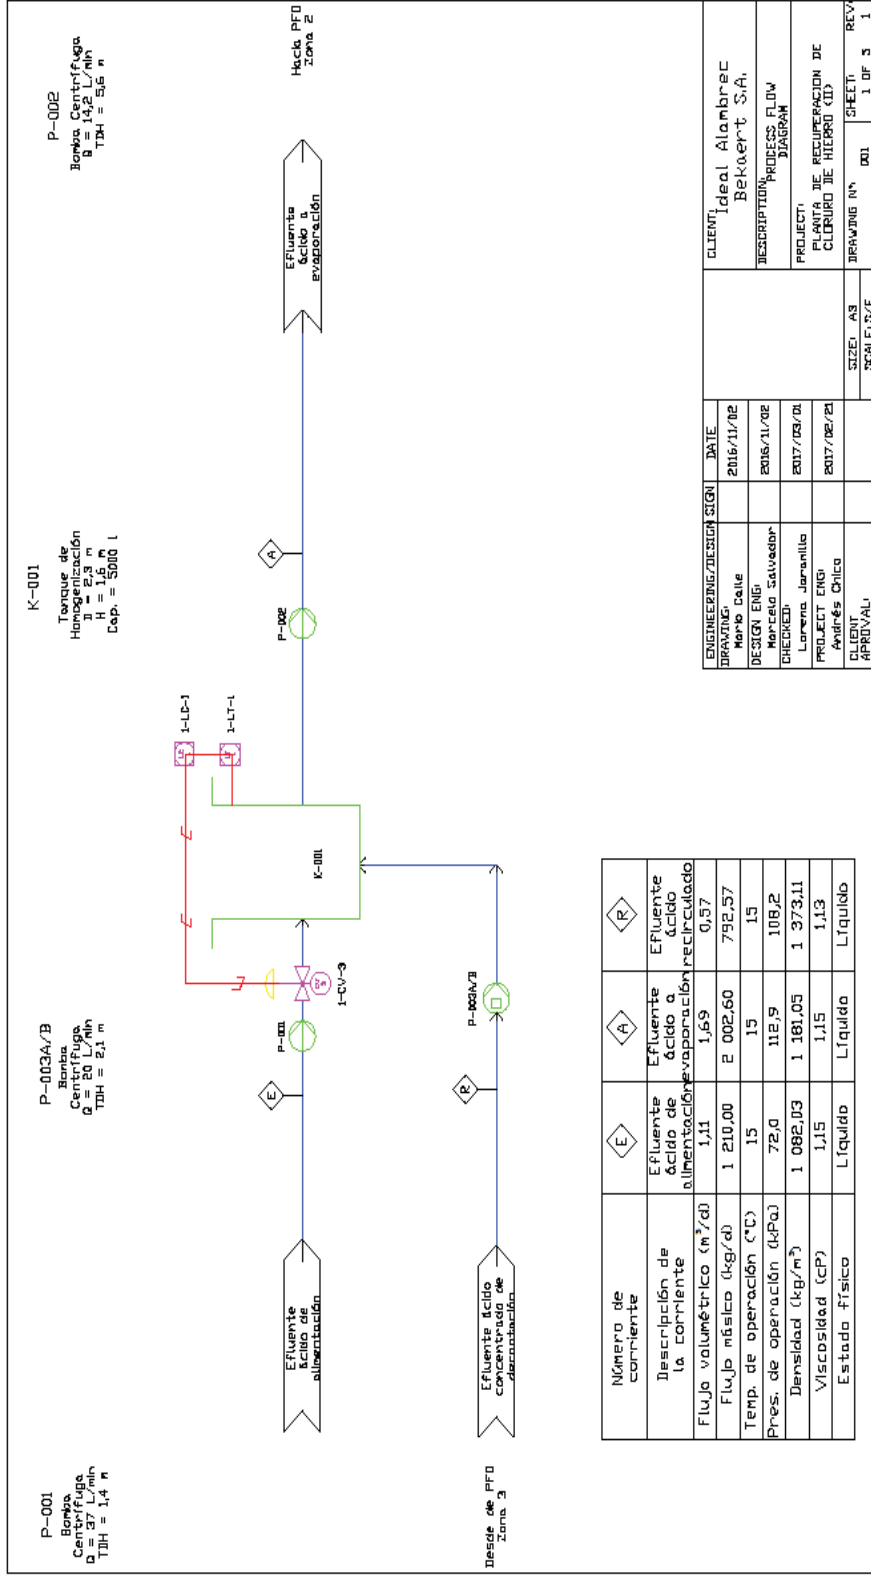 P-001
Bomba
Centrífuga
Q = 37 L/min
TDH = 1,4 m
P-003A/B
Bomba
Centrífuga
Q = 20 L/min
TDH = 2,1 m
K-001
Tanque de
Homogenización
D = 2,3 m
H = 1,6 m
Cap. = 5000 l
P-002
Bomba Centrífuga
Q = 14,2 L/min
TDH = 5,6 m
1-LC-1
1-LT-1
Efluente
ácido de
alimentación
E
P-001
1-CV-3
K-001
P-002
A
Efluente
ácido a
evaporación
Hacia PFD
Zona 2
Desde de PFD
Zona 3
Efluente ácido
concentrado de
decantación
R
P-003A/B
Número de
corriente
E
A
R
Descripción de
la corriente
Efluente
ácido de
alimentación
Efluente
ácido a
evaporación
Efluente
ácido
recirculado
Flujo volumétrico (m³/d) 1,11 1,69 0,57
Flujo másico (kg/d) 1 210,00 2 002,60 792,57
Temp. de operación (°C) 15 15 15
Pres. de operación (kPa) 72,0 112,9 108,2
Densidad (kg/m³) 1 082,03 1 181,05 1 373,11
Viscosidad (cP) 1,15 1,15 1,13
Estado físico Líquido Líquido Líquido
ENGINEERING/DESIGN SIGN DATE
DRAWING:
Mario Calle 2016/11/02
DESIGN ENG:
Marcelo Salvador 2016/11/02
CHECKED:
Lorena Jaramillo 2017/03/01
PROJECT ENG:
Andrés Chico 2017/02/21
CLIENT
APROVAL:
CLIENT:
Ideal Alambrec
Bekaert S.A.
DESCRIPTION:
PROCESS FLOW
DIAGRAM
PROJECT:
PLANTA DE RECUPERACION DE
CLORURO DE HIERRO (II)
SIZE: A3
DRAWING N°: 001
SHEET:
1 OF 3
REV:
1